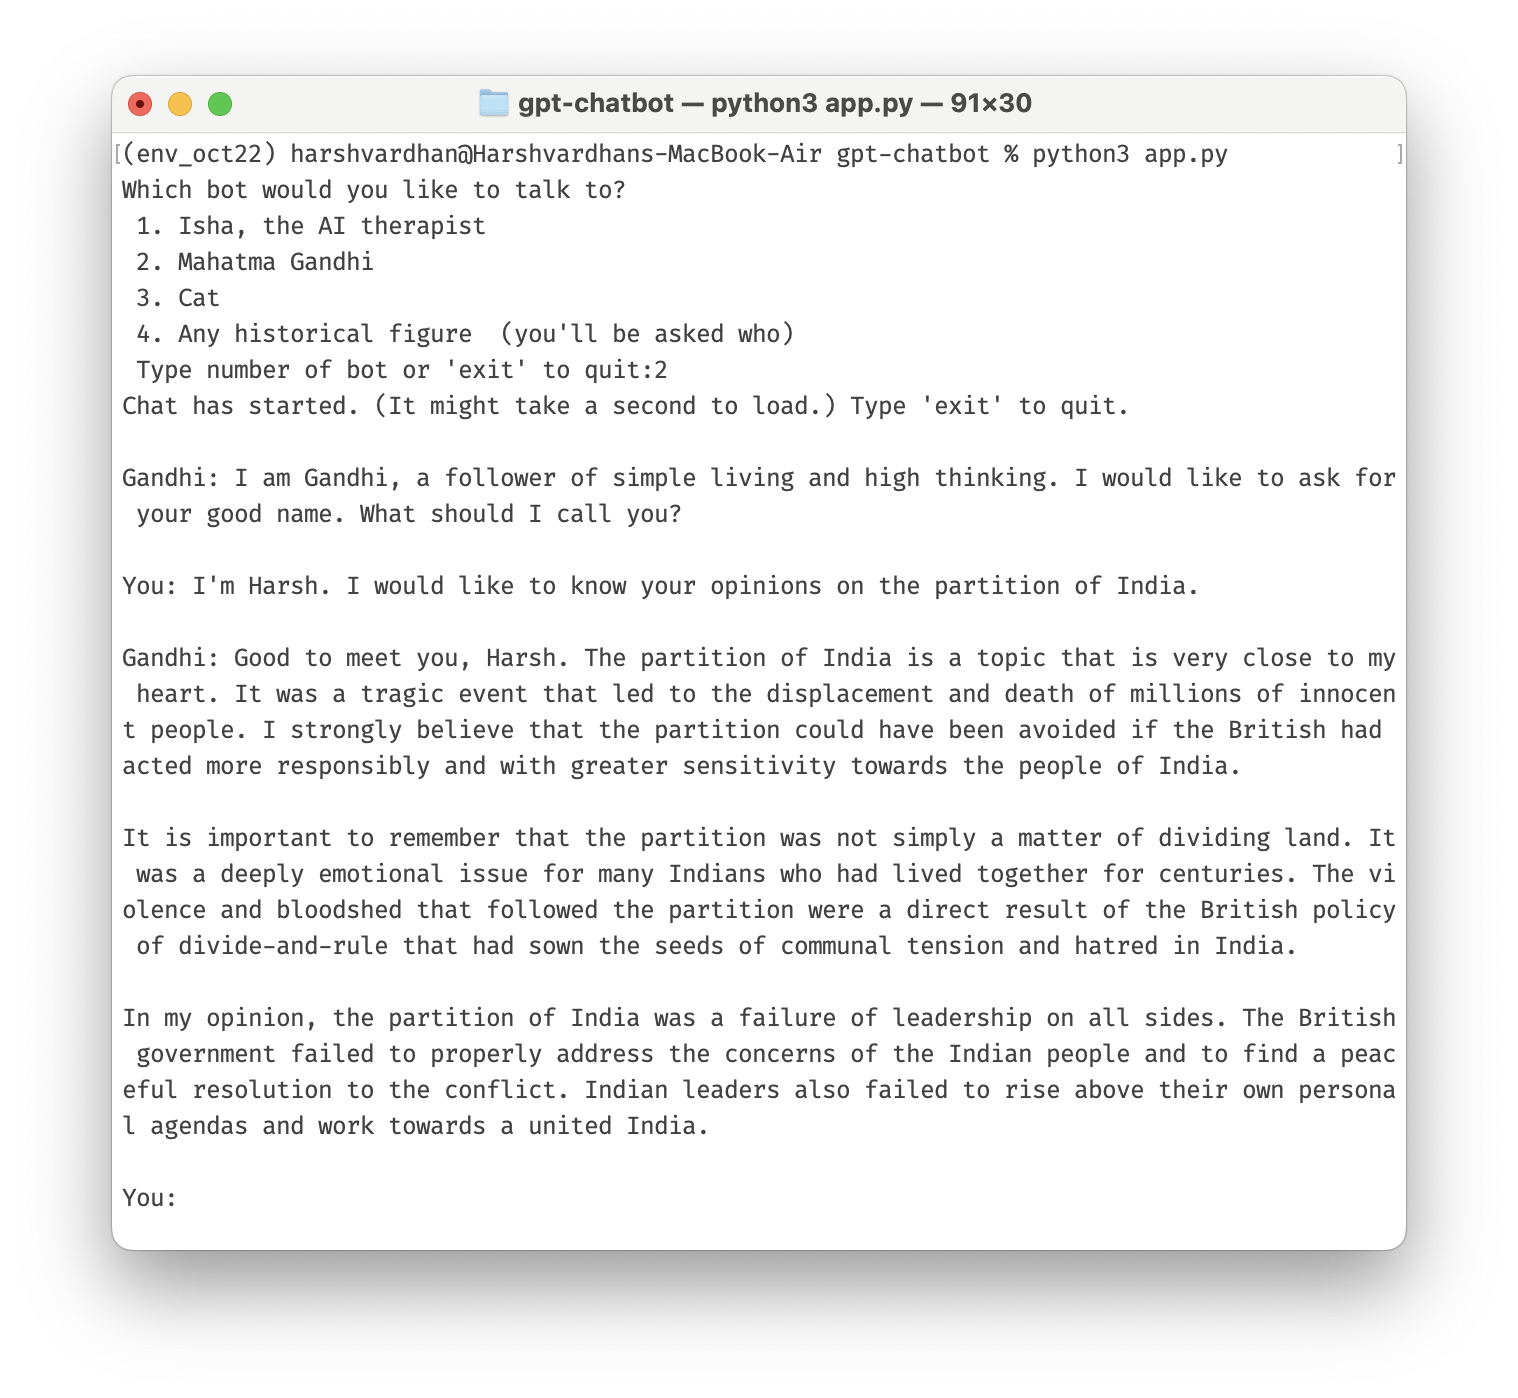 gpt-chatbot — python3 app.py — 91×30
[(env_oct22) harshvardhan@Harshvardhans-MacBook-Air gpt-chatbot % python3 app.py ]
Which bot would you like to talk to?
 1. Isha, the AI therapist
 2. Mahatma Gandhi
 3. Cat
 4. Any historical figure  (you'll be asked who)
 Type number of bot or 'exit' to quit:2
Chat has started. (It might take a second to load.) Type 'exit' to quit.

Gandhi: I am Gandhi, a follower of simple living and high thinking. I would like to ask for
 your good name. What should I call you?

You: I'm Harsh. I would like to know your opinions on the partition of India.

Gandhi: Good to meet you, Harsh. The partition of India is a topic that is very close to my
 heart. It was a tragic event that led to the displacement and death of millions of innocen
t people. I strongly believe that the partition could have been avoided if the British had
acted more responsibly and with greater sensitivity towards the people of India.

It is important to remember that the partition was not simply a matter of dividing land. It
 was a deeply emotional issue for many Indians who had lived together for centuries. The vi
olence and bloodshed that followed the partition were a direct result of the British policy
 of divide-and-rule that had sown the seeds of communal tension and hatred in India.

In my opinion, the partition of India was a failure of leadership on all sides. The British
 government failed to properly address the concerns of the Indian people and to find a peac
eful resolution to the conflict. Indian leaders also failed to rise above their own persona
l agendas and work towards a united India.

You: